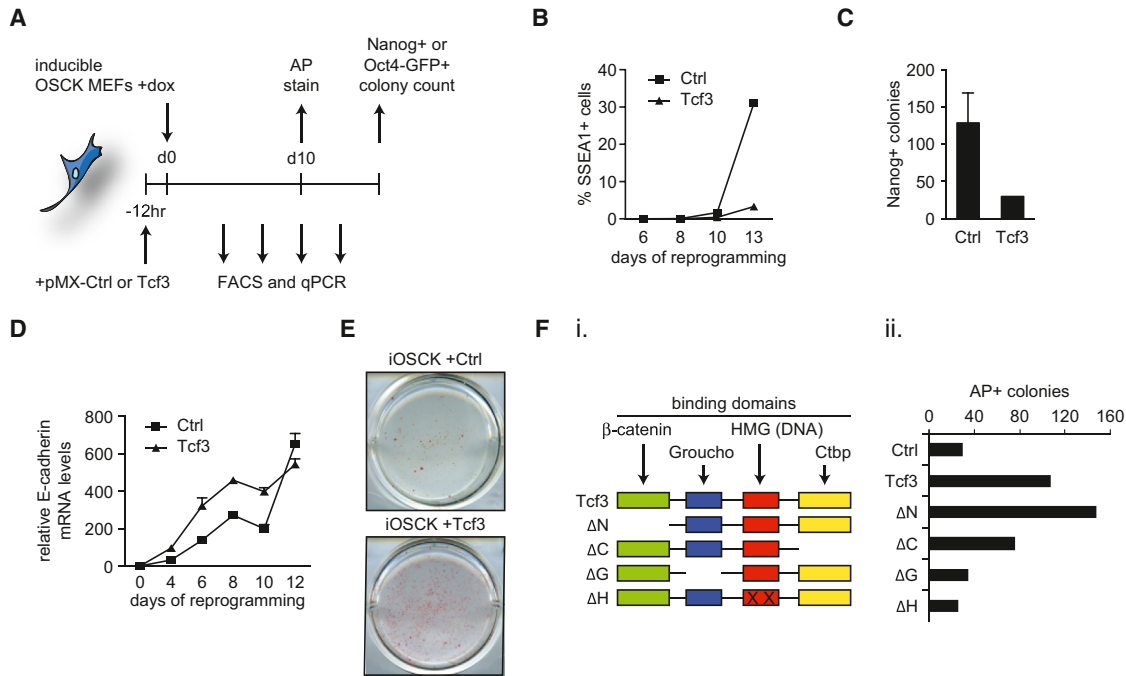 A
inducible
OSCK MEFs +dox
AP
stain
Nanog+ or
Oct4-GFP+
colony count
d0
d10
-12hr
+pMX-Ctrl or Tcf3
FACS and qPCR
B
% SSEA1+ cells
40
30
20
10
0
Ctrl
Tcf3
6 8 10 13
days of reprogramming
C
Nanog+ colonies
200
150
100
50
0
Ctrl Tcf3
D
relative E-cadherin
mRNA levels
800
600
400
200
0
Ctrl
Tcf3
0 4 6 8 10 12
days of reprogramming
E
iOSCK +Ctrl
iOSCK +Tcf3
F i.
binding domains
β-catenin
Groucho
HMG (DNA)
Ctbp
Tcf3
ΔN
ΔC
ΔG
ΔH
X X
ii.
AP+ colonies
0 40 80 120 160
Ctrl
Tcf3
ΔN
ΔC
ΔG
ΔH